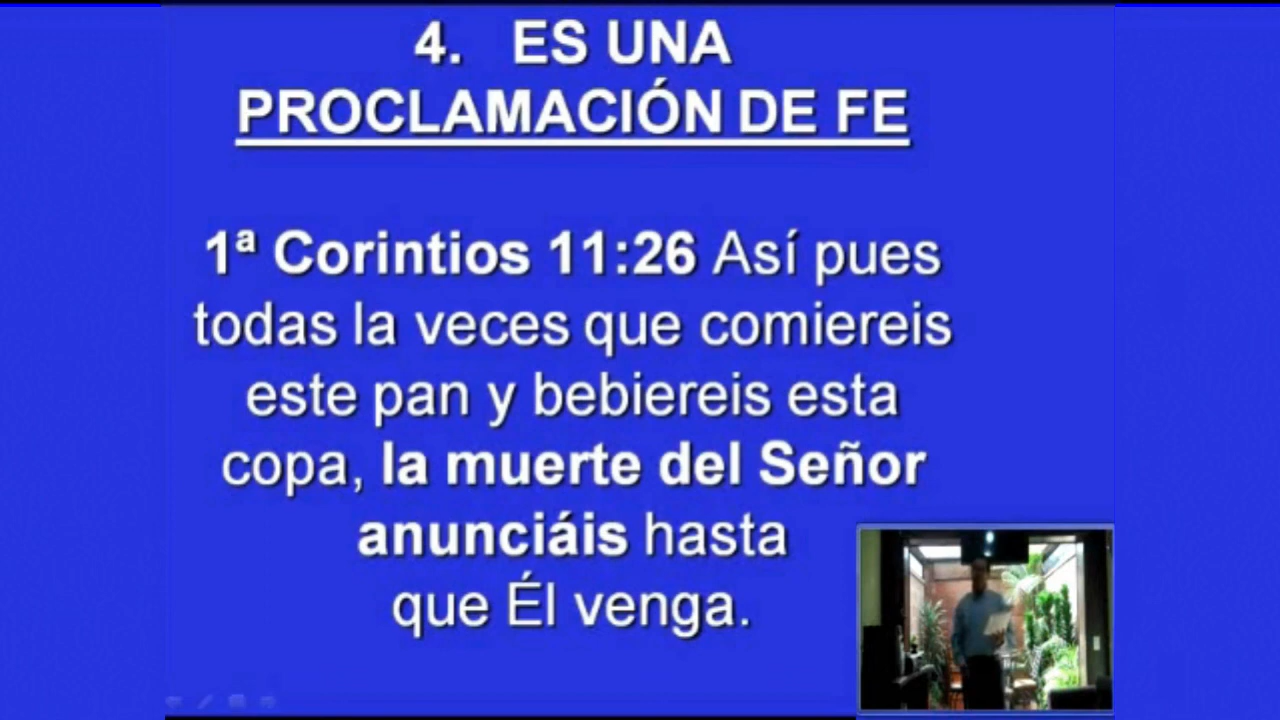 4. ES UNA
PROCLAMACIÓN DE FE
1ª Corintios 11:26 Así pues
todas la veces que comiereis
este pan y bebiereis esta
copa, la muerte del Señor
anunciáis hasta
que Él venga.